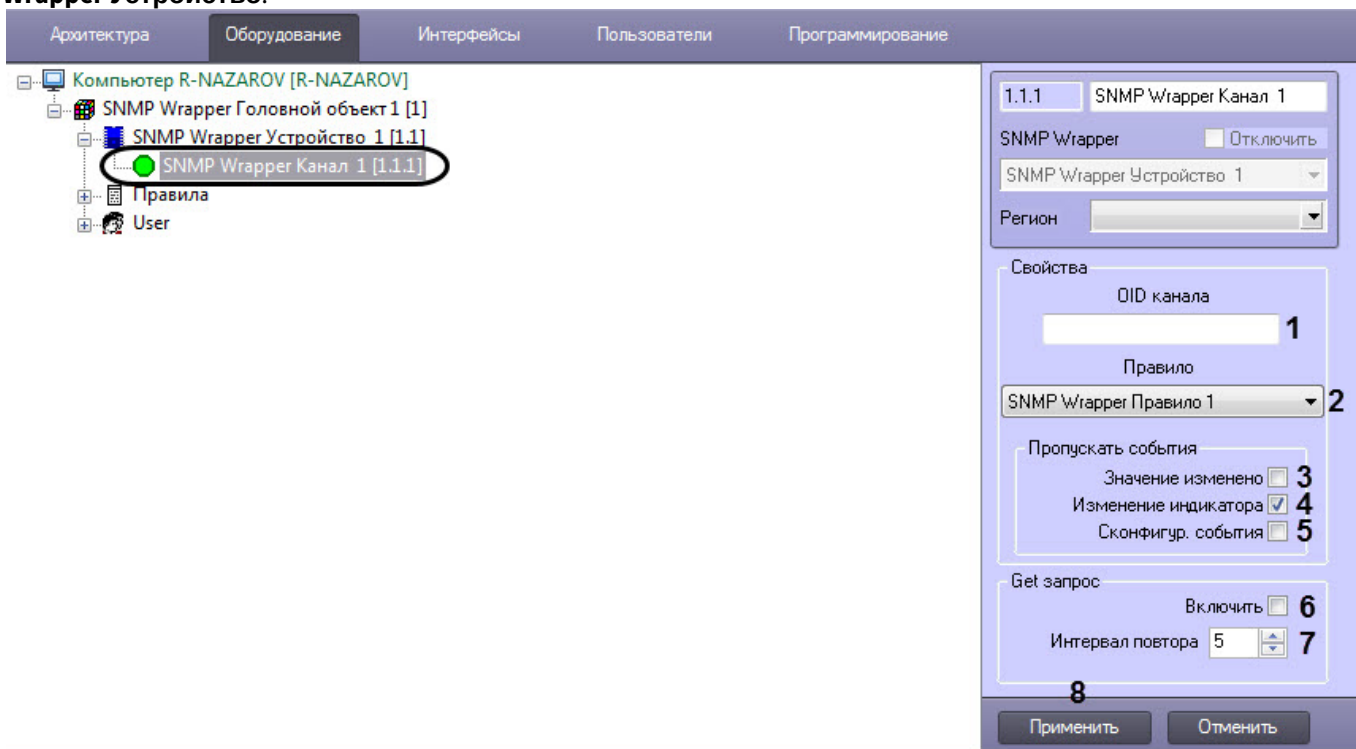 Wrapper Устройство.
Архитектура Оборудование Интерфейсы Пользователи Программирование
Компьютер R-NAZAROV [R-NAZAROV]
SNMP Wrapper Головной объект 1 [1]
SNMP Wrapper Устройство 1 [1.1]
SNMP Wrapper Канал 1 [1.1.1]
Правила
User
1.1.1 SNMP Wrapper Канал 1
SNMP Wrapper Отключить
SNMP Wrapper Устройство 1
Регион
Свойства
OID канала
1
Правило
SNMP Wrapper Правило 1 2
Пропускать события
Значение изменено 3
Изменение индикатора 4
Сконфигур. события 5
Get запрос
Включить 6
Интервал повтора 5 7
8
Применить Отменить